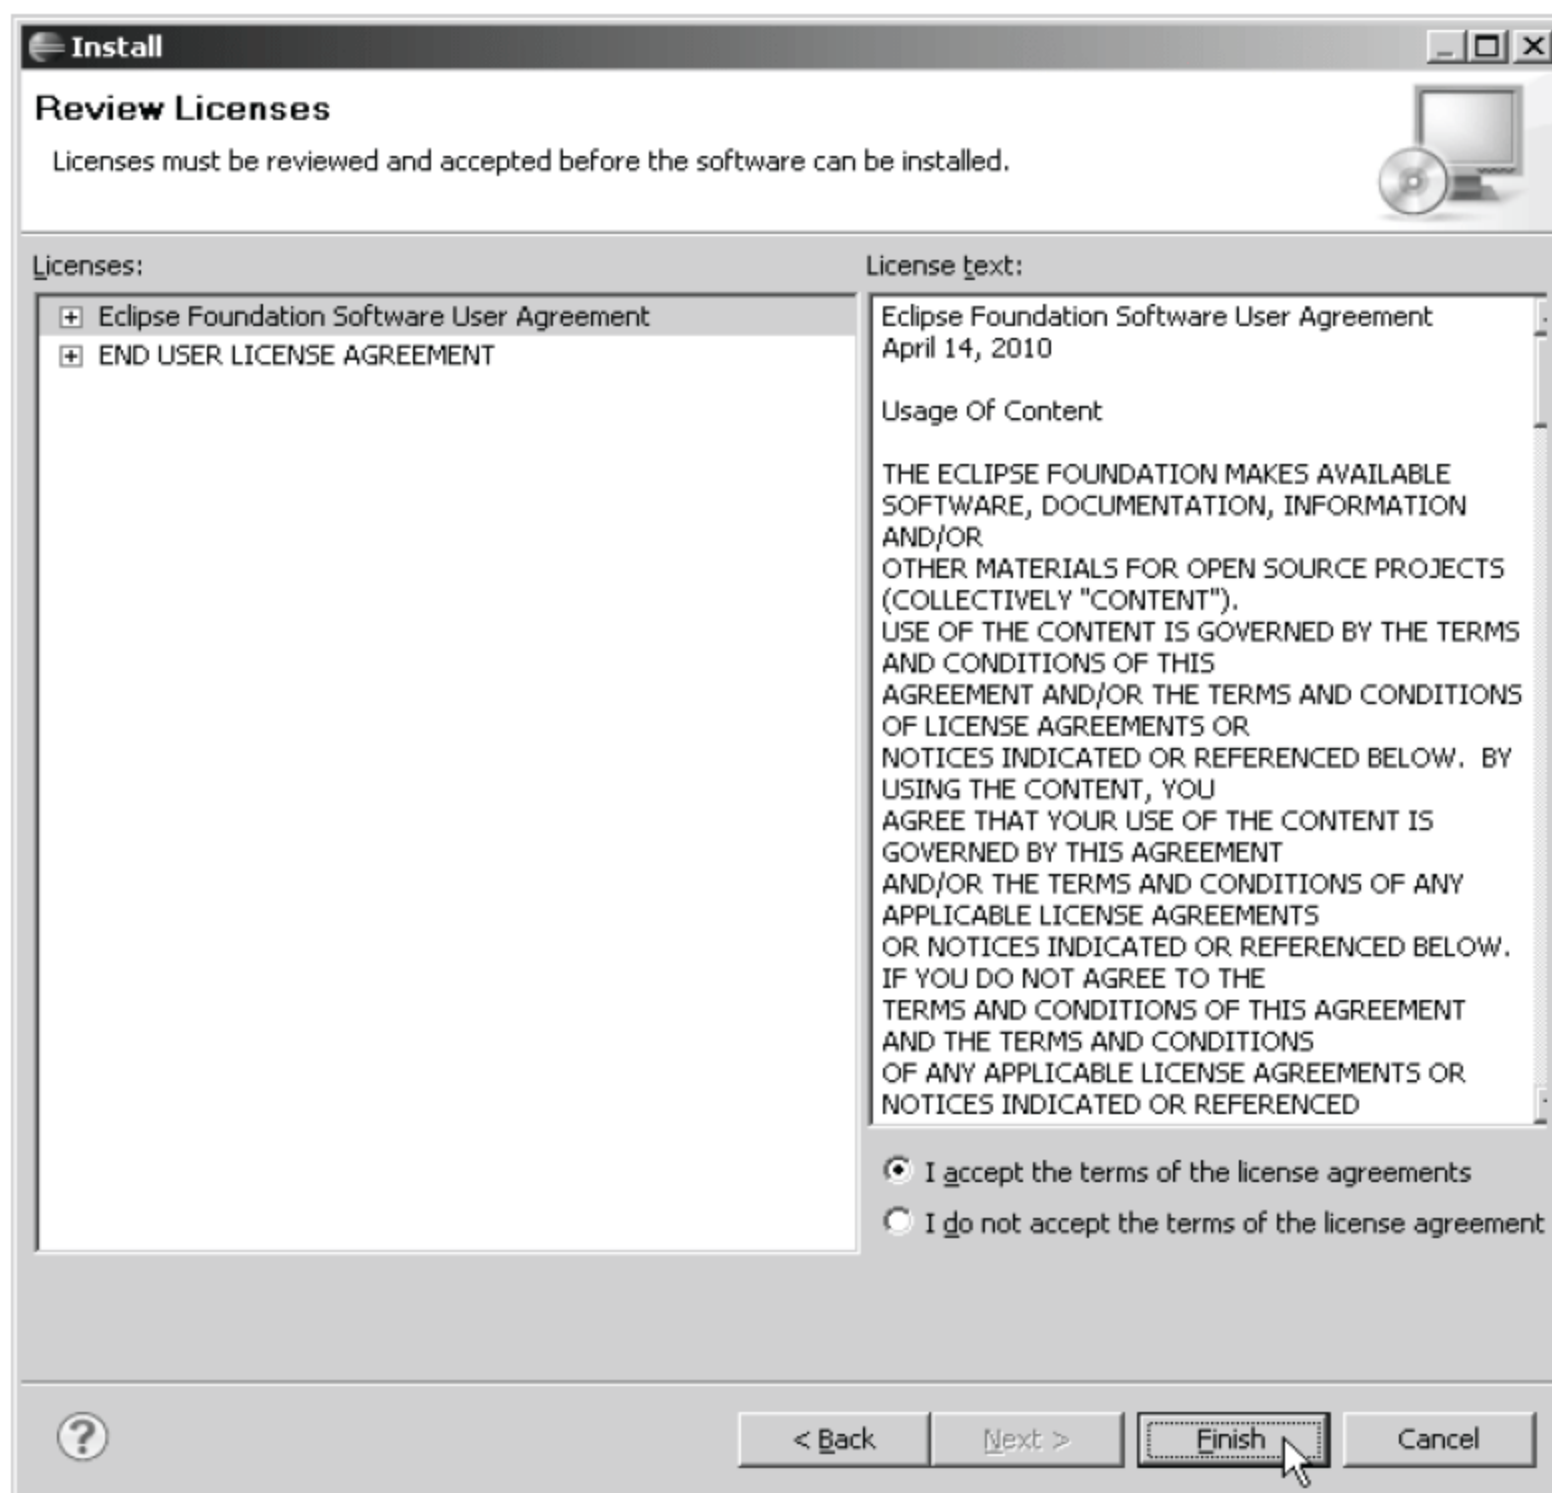 Install
Review Licenses
Licenses must be reviewed and accepted before the software can be installed.
Licenses:
Eclipse Foundation Software User Agreement
END USER LICENSE AGREEMENT
License text:
Eclipse Foundation Software User Agreement
April 14, 2010
Usage Of Content
THE ECLIPSE FOUNDATION MAKES AVAILABLE
SOFTWARE, DOCUMENTATION, INFORMATION
AND/OR
OTHER MATERIALS FOR OPEN SOURCE PROJECTS
(COLLECTIVELY "CONTENT").
USE OF THE CONTENT IS GOVERNED BY THE TERMS
AND CONDITIONS OF THIS
AGREEMENT AND/OR THE TERMS AND CONDITIONS
OF LICENSE AGREEMENTS OR
NOTICES INDICATED OR REFERENCED BELOW.  BY
USING THE CONTENT, YOU
AGREE THAT YOUR USE OF THE CONTENT IS
GOVERNED BY THIS AGREEMENT
AND/OR THE TERMS AND CONDITIONS OF ANY
APPLICABLE LICENSE AGREEMENTS
OR NOTICES INDICATED OR REFERENCED BELOW.
IF YOU DO NOT AGREE TO THE
TERMS AND CONDITIONS OF THIS AGREEMENT
AND THE TERMS AND CONDITIONS
OF ANY APPLICABLE LICENSE AGREEMENTS OR
NOTICES INDICATED OR REFERENCED
I accept the terms of the license agreements
I do not accept the terms of the license agreement
?
< Back
Next >
Finish
Cancel